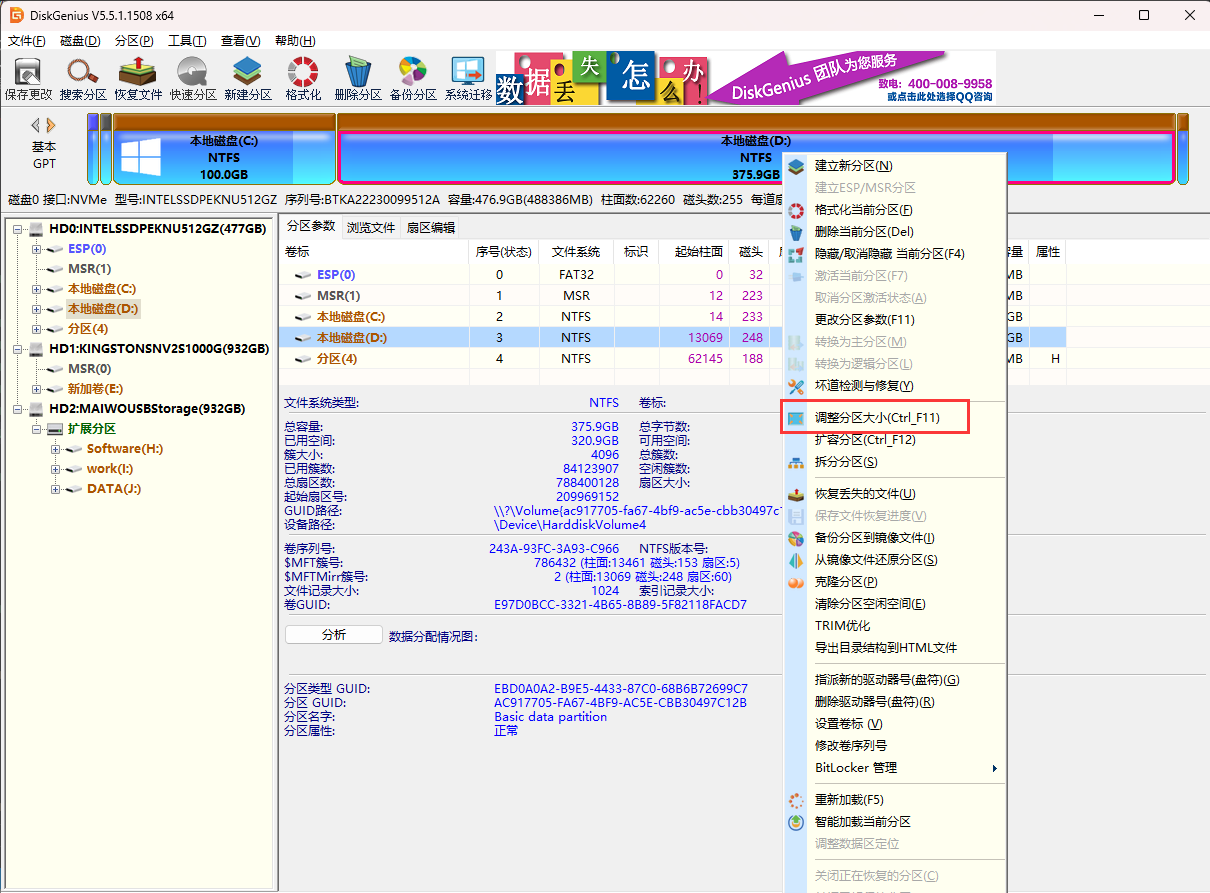 DiskGenius V5.5.1.1508 x64
文件(F) 磁盘(D) 分区(P) 工具(T) 查看(V) 帮助(H)
保存更改 搜索分区 恢复文件 快速分区 新建分区 格式化 删除分区 备份分区 系统迁移
数据丢失怎么办!
DiskGenius 团队为您服务
致电: 400-008-9958
或点击此处选择QQ咨询
基本
GPT
本地磁盘(C:)
NTFS
100.0GB
本地磁盘(D:)
NTFS
375.9GB
磁盘0 接口:NVMe 型号:INTELSSDPEKNU512GZ 序列号:BTKA22230099512A 容量:476.9GB(488386MB) 柱面数:62260 磁头数:255 每道扇
HD0:INTELSSDPEKNU512GZ(477GB)
ESP(0)
MSR(1)
本地磁盘(C:)
本地磁盘(D:)
分区(4)
HD1:KINGSTONSNV2S1000G(932GB)
MSR(0)
新加卷(E:)
HD2:MAIWOUSBStorage(932GB)
扩展分区
Software(H:)
work(I:)
DATA(J:)
分区参数 浏览文件 扇区编辑
卷标 序号(状态) 文件系统 标识 起始柱面 磁头 量 属性
ESP(0) 0 FAT32 0 32 MB
MSR(1) 1 MSR 12 223 MB
本地磁盘(C:) 2 NTFS 14 233 GB
本地磁盘(D:) 3 NTFS 13069 248 GB
分区(4) 4 NTFS 62145 188 MB H
文件系统类型: NTFS 卷标:
总容量: 375.9GB 总字节数:
已用空间: 320.9GB 可用空间:
簇大小: 4096 总簇数:
已用簇数: 84123907 空闲簇数:
总扇区数: 788400128 扇区大小:
起始扇区号: 209969152
GUID路径: \\?\Volume{ac917705-fa67-4bf9-ac5e-cbb30497c
设备路径: \Device\HarddiskVolume4
卷序列号: 243A-93FC-3A93-C966 NTFS版本号:
$MFT簇号: 786432 (柱面:13461 磁头:153 扇区:5)
$MFTMirr簇号: 2 (柱面:13069 磁头:248 扇区:60)
文件记录大小: 1024 索引记录大小:
卷GUID: E97D0BCC-3321-4B65-8B89-5F82118FACD7
分析 数据分配情况图:
分区类型 GUID: EBD0A0A2-B9E5-4433-87C0-68B6B72699C7
分区 GUID: AC917705-FA67-4BF9-AC5E-CBB30497C12B
分区名字: Basic data partition
分区属性: 正常
建立新分区(N)
建立ESP/MSR分区
格式化当前分区(F)
删除当前分区(Del)
隐藏/取消隐藏 当前分区(F4)
激活当前分区(F7)
取消分区激活状态(A)
更改分区参数(F11)
转换为主分区(M)
转换为逻辑分区(L)
坏道检测与修复(Y)
调整分区大小(Ctrl_F11)
扩容分区(Ctrl_F12)
拆分分区(S)
恢复丢失的文件(U)
保存文件恢复进度(V)
备份分区到镜像文件(I)
从镜像文件还原分区(S)
克隆分区(P)
清除分区空闲空间(E)
TRIM优化
导出目录结构到HTML文件
指派新的驱动器号(盘符)(G)
删除驱动器号(盘符)(R)
设置卷标 (V)
修改卷序列号
BitLocker 管理
重新加载(F5)
智能加载当前分区
调整数据区定位
关闭正在恢复的分区(C)